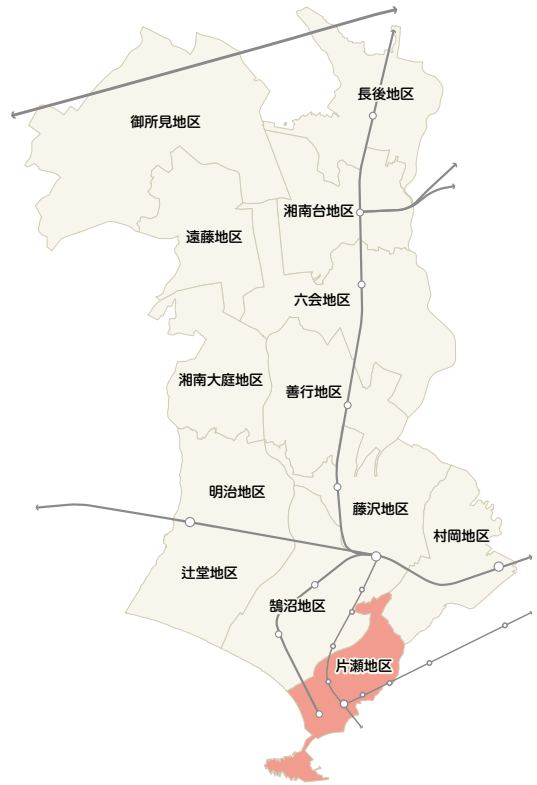 長後地区
御所見地区
湘南台地区
遠藤地区
六会地区
湘南大庭地区
善行地区
明治地区
藤沢地区
村岡地区
辻堂地区
鵠沼地区
片瀬地区